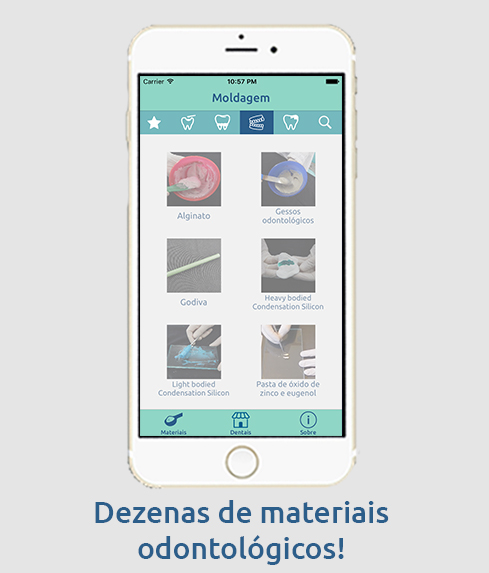 Carrier 10:57 PM
Moldagem
Alginato
Gessos
odontológicos
Godiva
Heavy bodied
Condensation Silicon
Light bodied
Condensation Silicon
Pasta de óxido de
zinco e eugenol
Materiais Dentais Sobre
Dezenas de materiais
odontológicos!